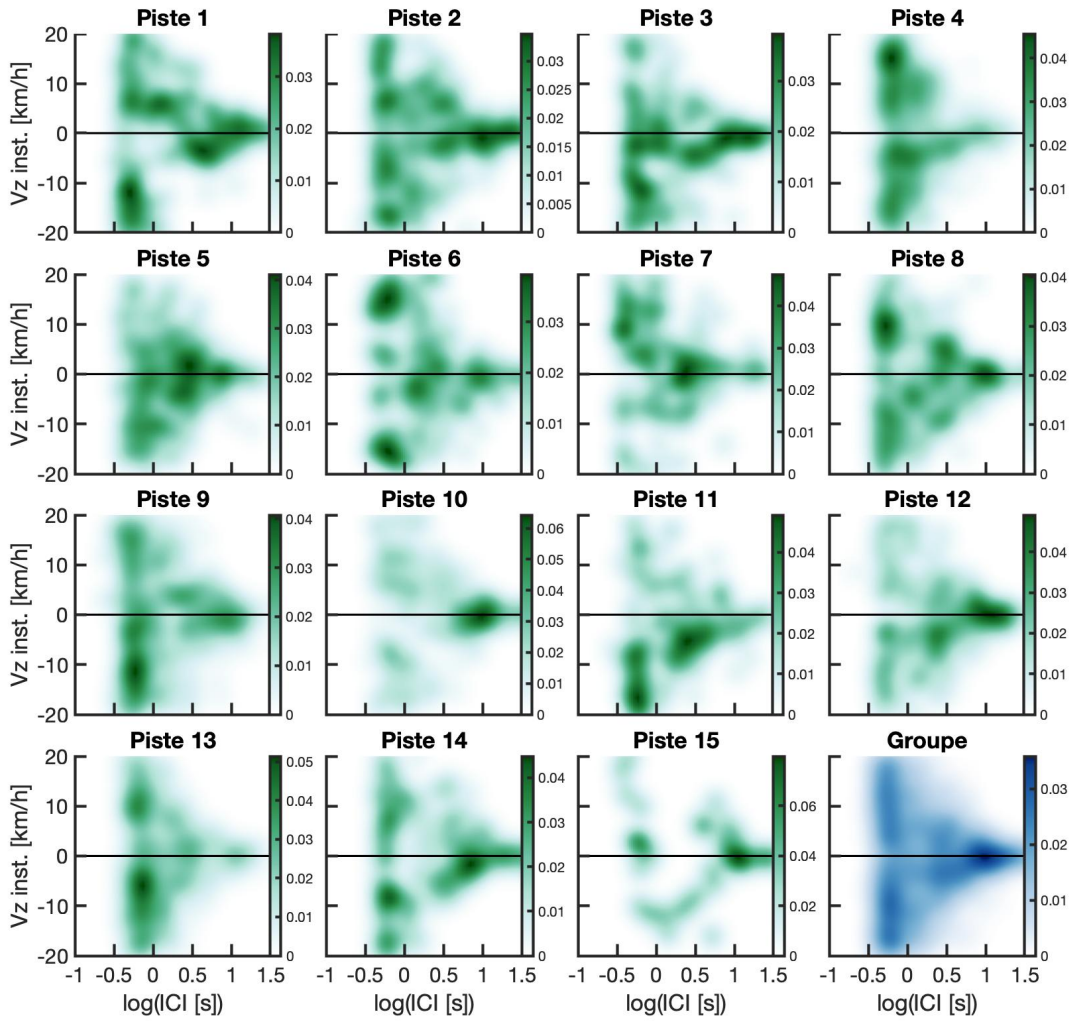 Piste 1 Piste 2 Piste 3 Piste 4
20 10 0 -10 -20
Vz inst. [km/h]
0.03 0.02 0.01 0
0.03 0.025 0.02 0.015 0.01 0.005 0
0.03 0.02 0.01 0
0.04 0.03 0.02 0.01 0
Piste 5 Piste 6 Piste 7 Piste 8
20 10 0 -10 -20
Vz inst. [km/h]
0.04 0.03 0.02 0.01 0
0.03 0.02 0.01 0
0.04 0.03 0.02 0.01 0
0.04 0.03 0.02 0.01 0
Piste 9 Piste 10 Piste 11 Piste 12
20 10 0 -10 -20
Vz inst. [km/h]
0.04 0.03 0.02 0.01 0
0.06 0.05 0.04 0.03 0.02 0.01 0
0.04 0.03 0.02 0.01 0
0.04 0.03 0.02 0.01 0
Piste 13 Piste 14 Piste 15 Groupe
20 10 0 -10 -20
Vz inst. [km/h]
0.05 0.04 0.03 0.02 0.01 0
0.04 0.03 0.02 0.01 0
0.06 0.04 0.02 0
0.03 0.02 0.01 0
-1 -0.5 0 0.5 1 1.5 -1 -0.5 0 0.5 1 1.5 -1 -0.5 0 0.5 1 1.5 -1 -0.5 0 0.5 1 1.5
log(ICI [s]) log(ICI [s]) log(ICI [s]) log(ICI [s])